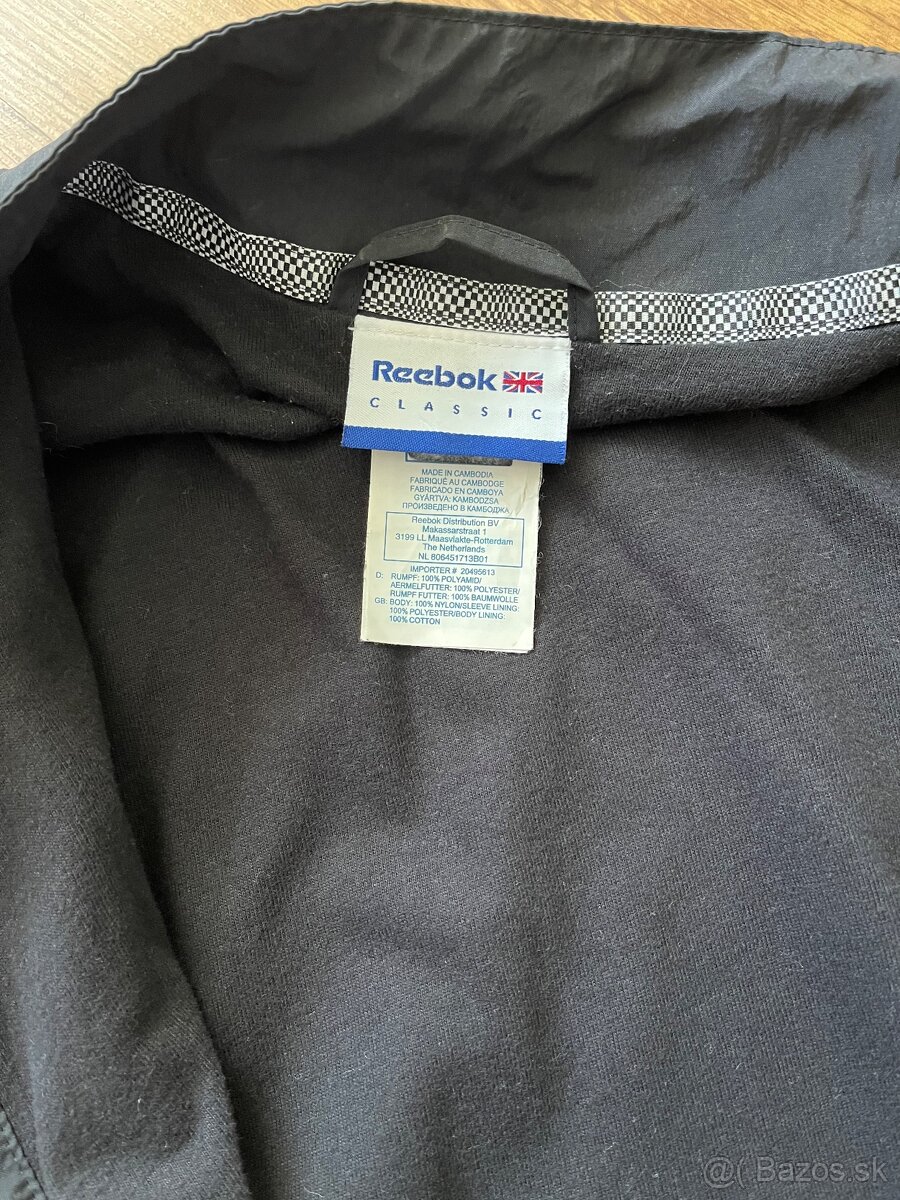 Reebok
CLASSIC
MADE IN CAMBODIA
FABRIQUÉ AU CAMBODGE
FABRICADO EN CAMBOYA
GYÁRTVA: KAMBODZSA
ПРОИЗВЕДЕНО В КАМБОДЖА
Reebok Distribution BV
Makassarstraat 1
3199 LL Maasvlakte-Rotterdam
The Netherlands
NL 806451713B01
IMPORTER # 20495613
D: RUMPF: 100% POLYAMID/
AERMELFUTTER: 100% POLYESTER/
RUMPF FUTTER: 100% BAUMWOLLE
GB: BODY: 100% NYLON/SLEEVE LINING:
100% POLYESTER/BODY LINING:
100% COTTON
@( Bazos.sk